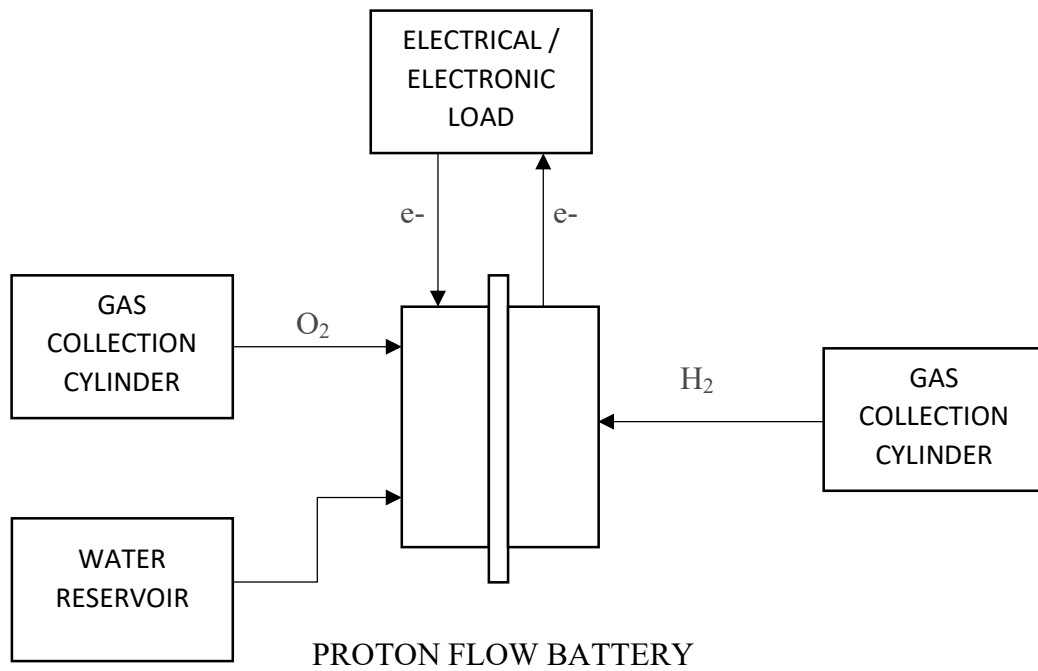 ELECTRICAL /
ELECTRONIC
LOAD
e-
e-
GAS
COLLECTION
CYLINDER
O₂
H₂
GAS
COLLECTION
CYLINDER
WATER
RESERVOIR
PROTON FLOW BATTERY